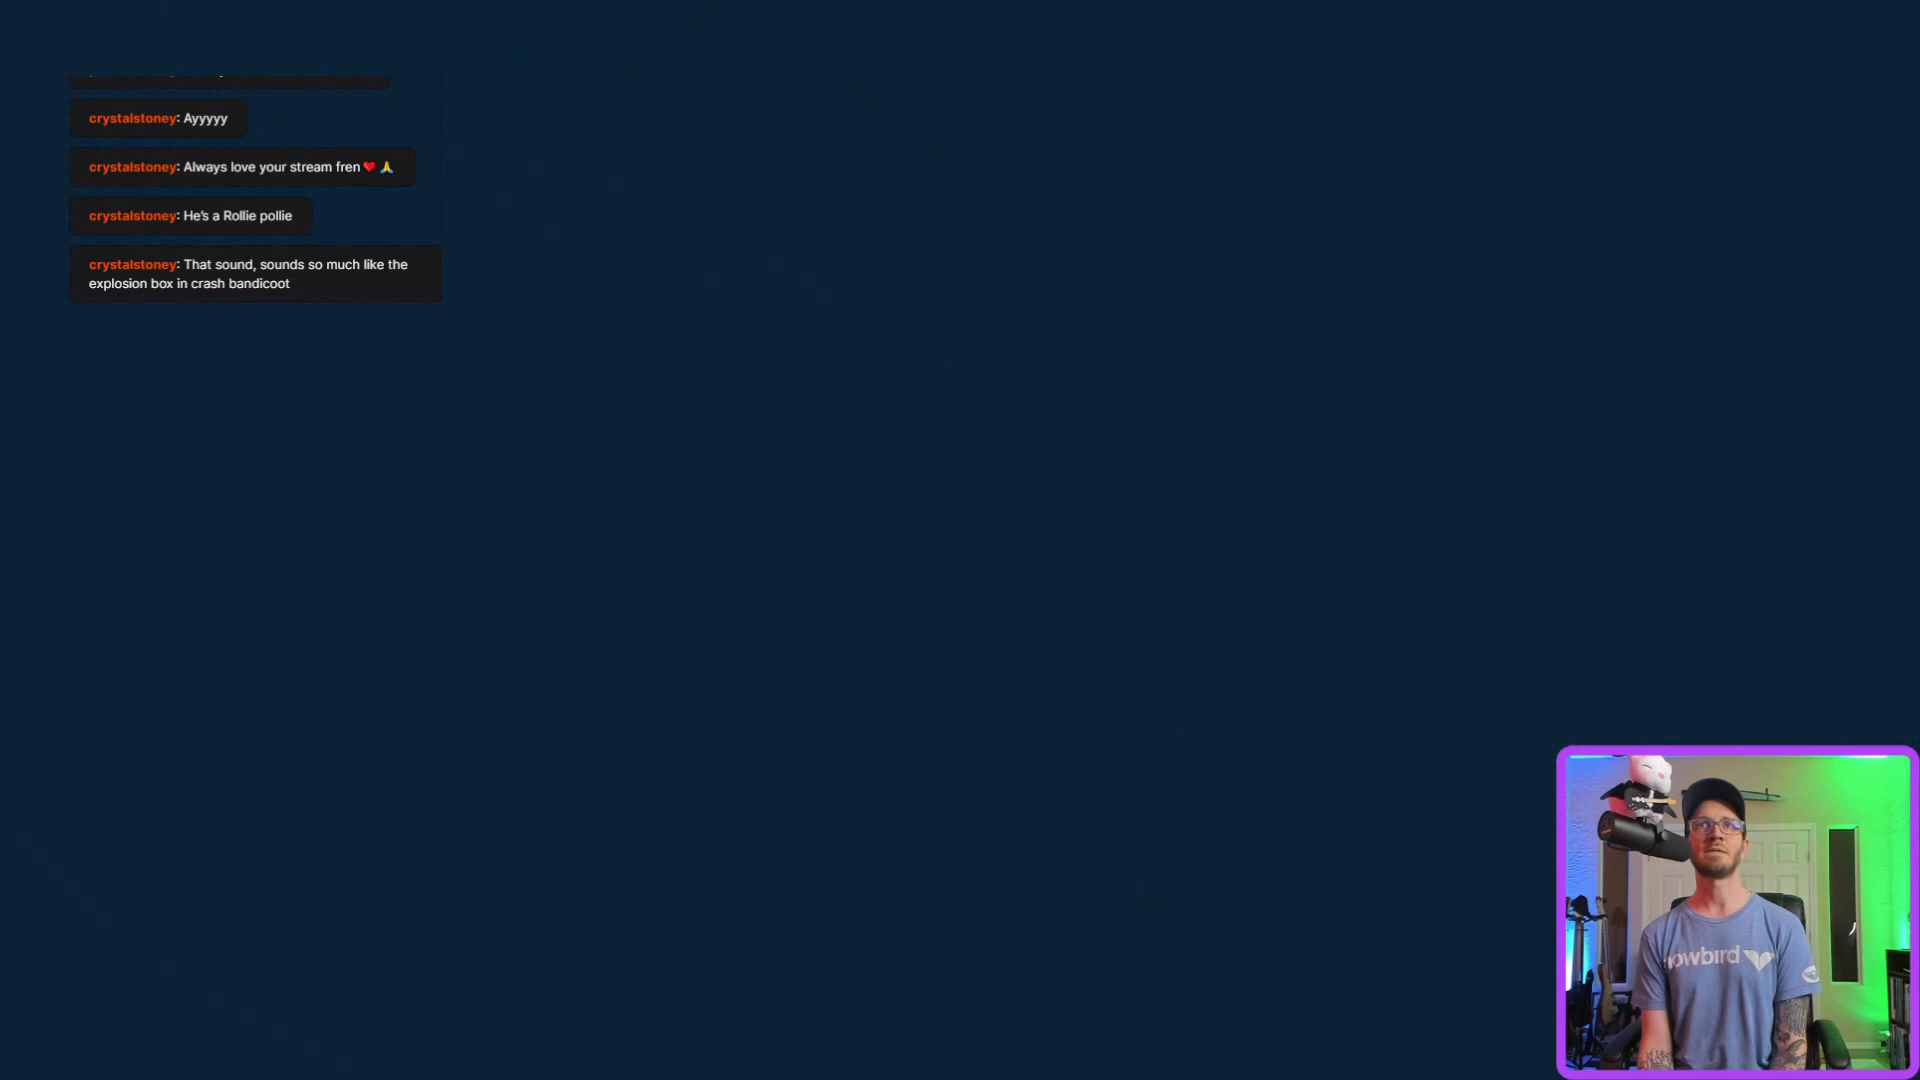 crystalstoney: Ayyyyy
crystalstoney: Always love your stream fren❤️🙏
crystalstoney: He's a Rollie pollie
crystalstoney: That sound, sounds so much like the
explosion box in crash bandicoot
owbird